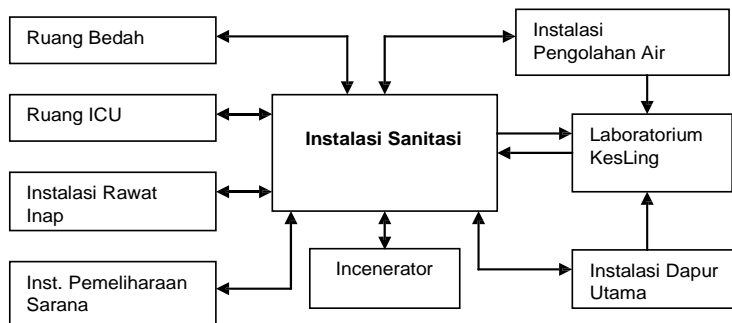 Ruang Bedah
Instalasi
Pengolahan Air
Ruang ICU
Instalasi Sanitasi
Laboratorium
KesLing
Instalasi Rawat
Inap
Inst. Pemeliharaan
Sarana
Incenerator
Instalasi Dapur
Utama